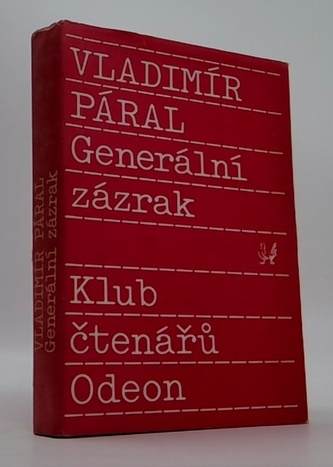 VLADIMÍR
PÁRAL
Generální
zázrak
Klub
čtenářů
Odeon
VLADIMÍR PÁRAL
Generální zázrak